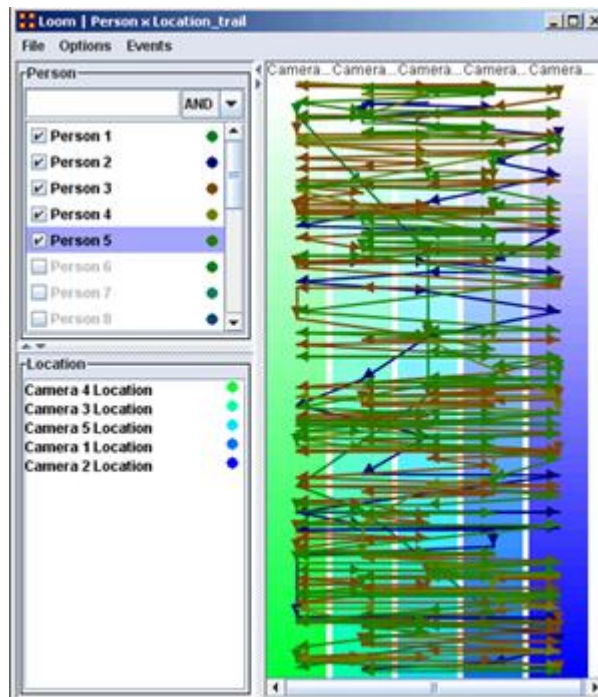 Loom | Person x Location_trail
File Options Events
Person
AND
Person 1
Person 2
Person 3
Person 4
Person 5
Person 6
Person 7
Person 8
Location
Camera 4 Location
Camera 3 Location
Camera 5 Location
Camera 1 Location
Camera 2 Location
Camera... Camera... Camera... Camera... Camera...